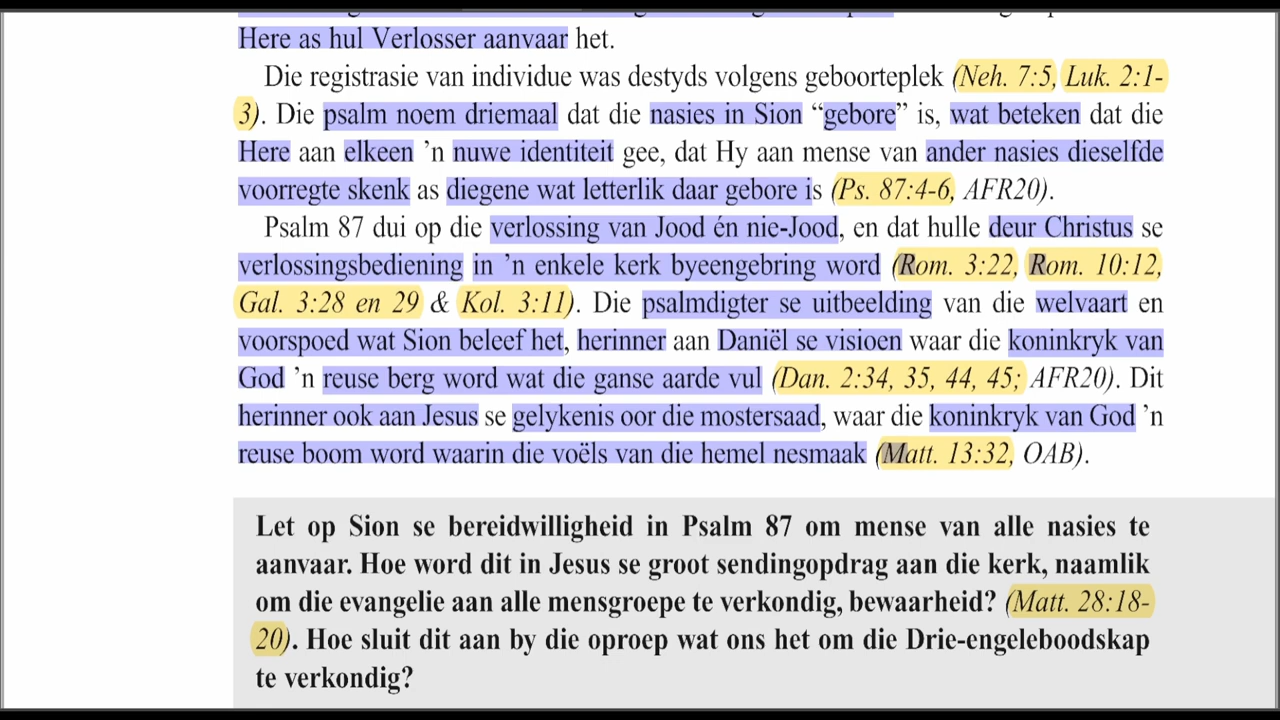 Here as hul Verlosser aanvaar het.
Die registrasie van individue was destyds volgens geboorteplek (Neh. 7:5, Luk. 2:1-
3). Die psalm noem driemaal dat die nasies in Sion “gebore” is, wat beteken dat die
Here aan elkeen ’n nuwe identiteit gee, dat Hy aan mense van ander nasies dieselfde
voorregte skenk as diegene wat letterlik daar gebore is (Ps. 87:4-6, AFR20).
Psalm 87 dui op die verlossing van Jood én nie-Jood, en dat hulle deur Christus se
verlossingsbediening in ’n enkele kerk byeengebring word (Rom. 3:22, Rom. 10:12,
Gal. 3:28 en 29 & Kol. 3:11). Die psalmdigter se uitbeelding van die welvaart en
voorspoed wat Sion beleef het, herinner aan Daniël se visioen waar die koninkryk van
God ’n reuse berg word wat die ganse aarde vul (Dan. 2:34, 35, 44, 45; AFR20). Dit
herinner ook aan Jesus se gelykenis oor die mostersaad, waar die koninkryk van God ’n
reuse boom word waarin die voëls van die hemel nesmaak (Matt. 13:32, OAB).
Let op Sion se bereidwilligheid in Psalm 87 om mense van alle nasies te
aanvaar. Hoe word dit in Jesus se groot sendingopdrag aan die kerk, naamlik
om die evangelie aan alle mensgroepe te verkondig, bewaarheid? (Matt. 28:18-
20). Hoe sluit dit aan by die oproep wat ons het om die Drie-engeleboodskap
te verkondig?